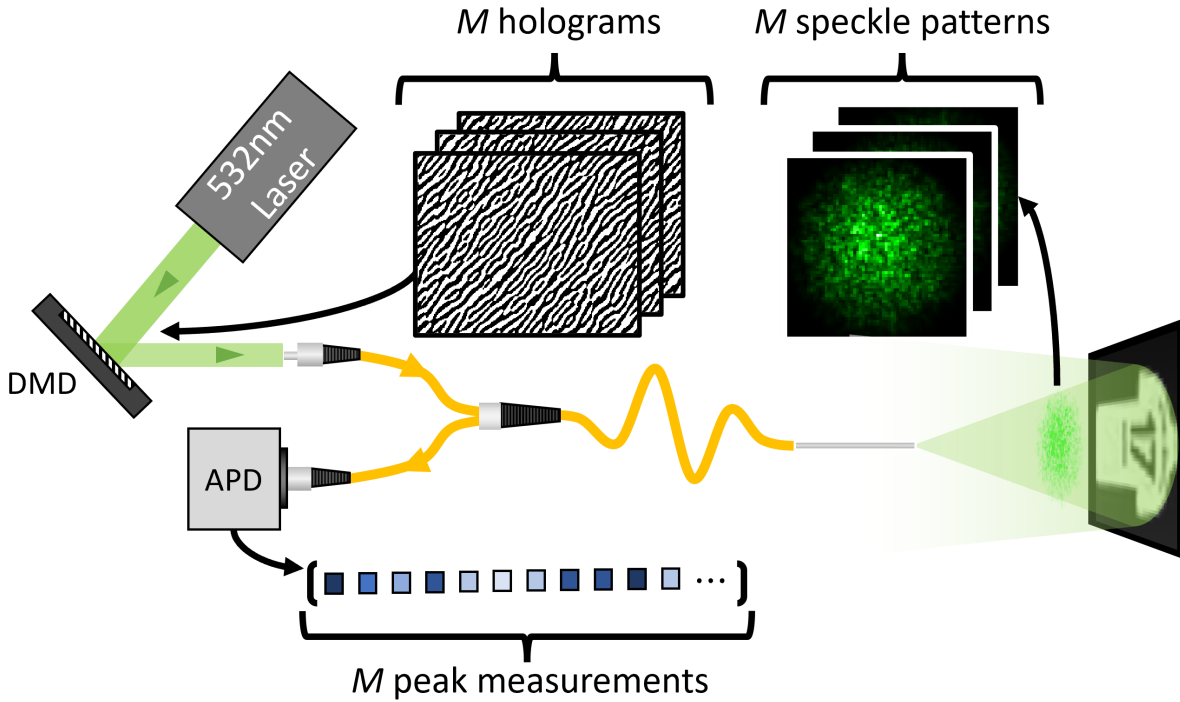 M holograms
M speckle patterns
532nm
Laser
DMD
APD
...
M peak measurements